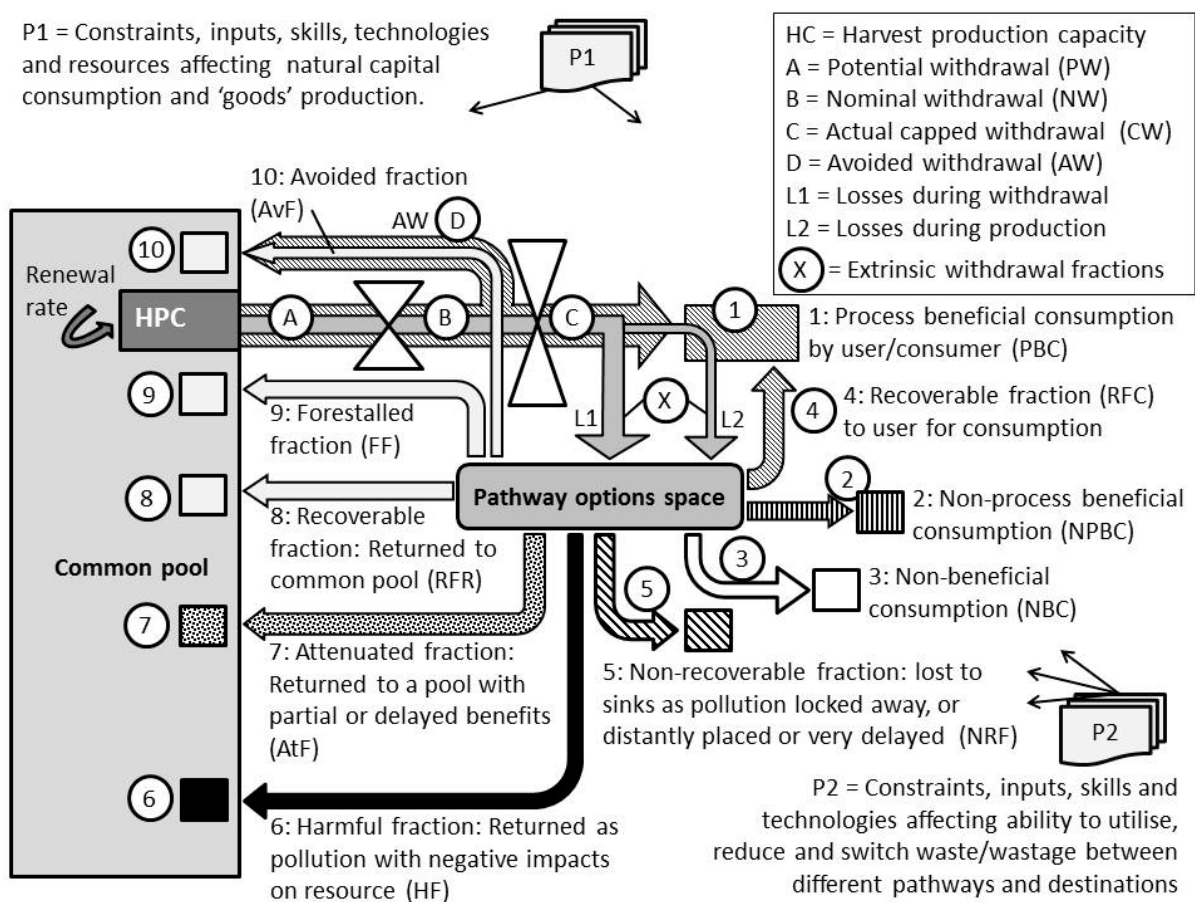 P1 = Constraints, inputs, skills, technologies
and resources affecting natural capital
consumption and ‘goods’ production.
P1
HC = Harvest production capacity
A = Potential withdrawal (PW)
B = Nominal withdrawal (NW)
C = Actual capped withdrawal (CW)
D = Avoided withdrawal (AW)
L1 = Losses during withdrawal
L2 = Losses during production
X = Extrinsic withdrawal fractions
10: Avoided fraction
(AvF)
AW D
10
Renewal
rate
HPC
A
B
C
1
1: Process beneficial consumption
by user/consumer (PBC)
9
9: Forestalled
fraction (FF)
L1
X
L2
4
4: Recoverable fraction (RFC)
to user for consumption
8
Pathway options space
2
2: Non-process beneficial
consumption (NPBC)
8: Recoverable
fraction: Returned to
common pool (RFR)
Common pool
3
3: Non-beneficial
consumption (NBC)
5
7
7: Attenuated fraction:
Returned to a pool with
partial or delayed benefits
(AtF)
5: Non-recoverable fraction: lost to
sinks as pollution locked away, or
distantly placed or very delayed (NRF)
P2
6
6: Harmful fraction: Returned as
pollution with negative impacts
on resource (HF)
P2 = Constraints, inputs, skills and
technologies affecting ability to utilise,
reduce and switch waste/wastage between
different pathways and destinations